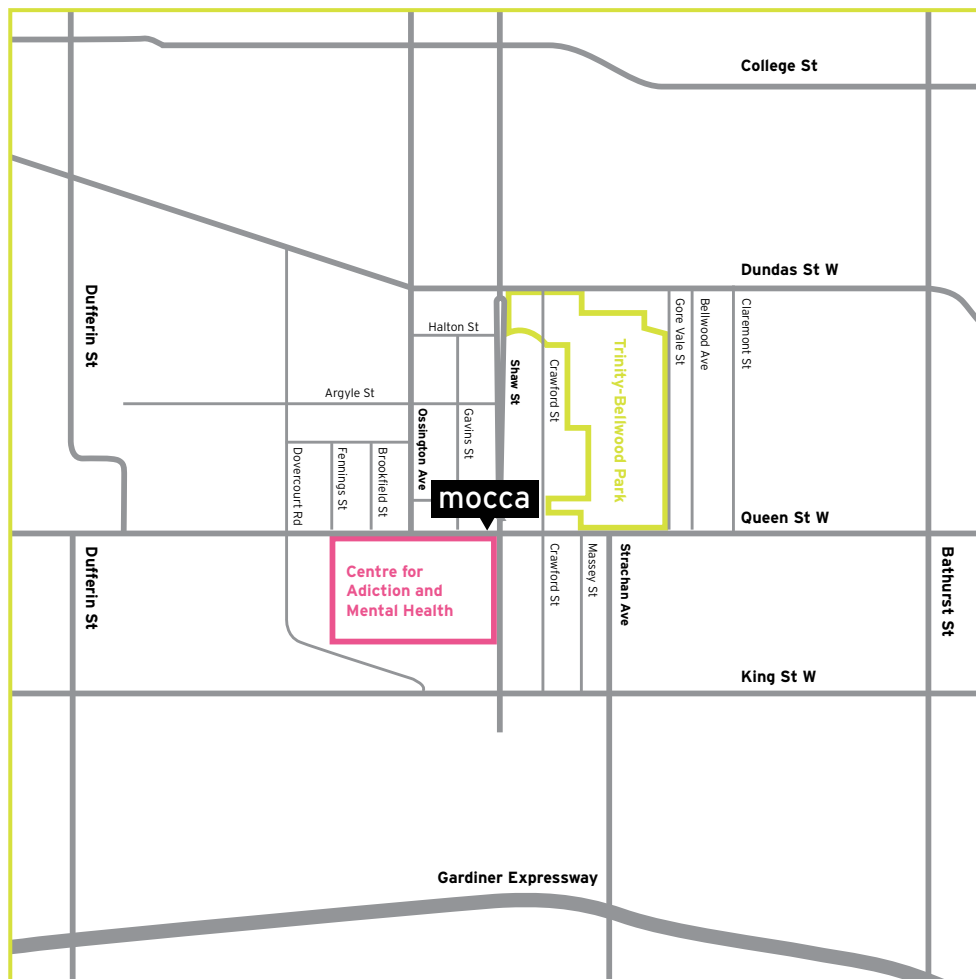 College St
Dundas St W
Dufferin St
Halton St
Shaw St
Crawford St
Trinity-Bellwood Park
Gore Vale St
Bellwood Ave
Claremont St
Argyle St
Ossington Ave
Gavins St
Dovercourt Rd
Fennings St
Brookfield St
mocca
Queen St W
Dufferin St
Centre for
Adiction and
Mental Health
Crawford St
Massey St
Strachan Ave
Bathurst St
King St W
Gardiner Expressway